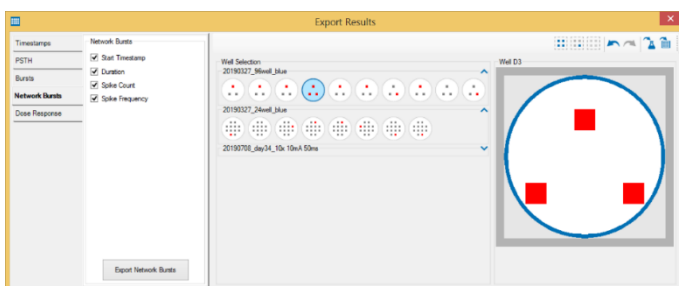 Export Results
Timestamps
PSTH
Bursts
Network Bursts
Dose Response
Network Bursts
Start Timestamp
Duration
Spike Count
Spike Frequency
Export Network Bursts
Well Selection
20190327_96well_blue
20190327_24well_blue
20190708_day34_10x 10mA 50ms
Well D3